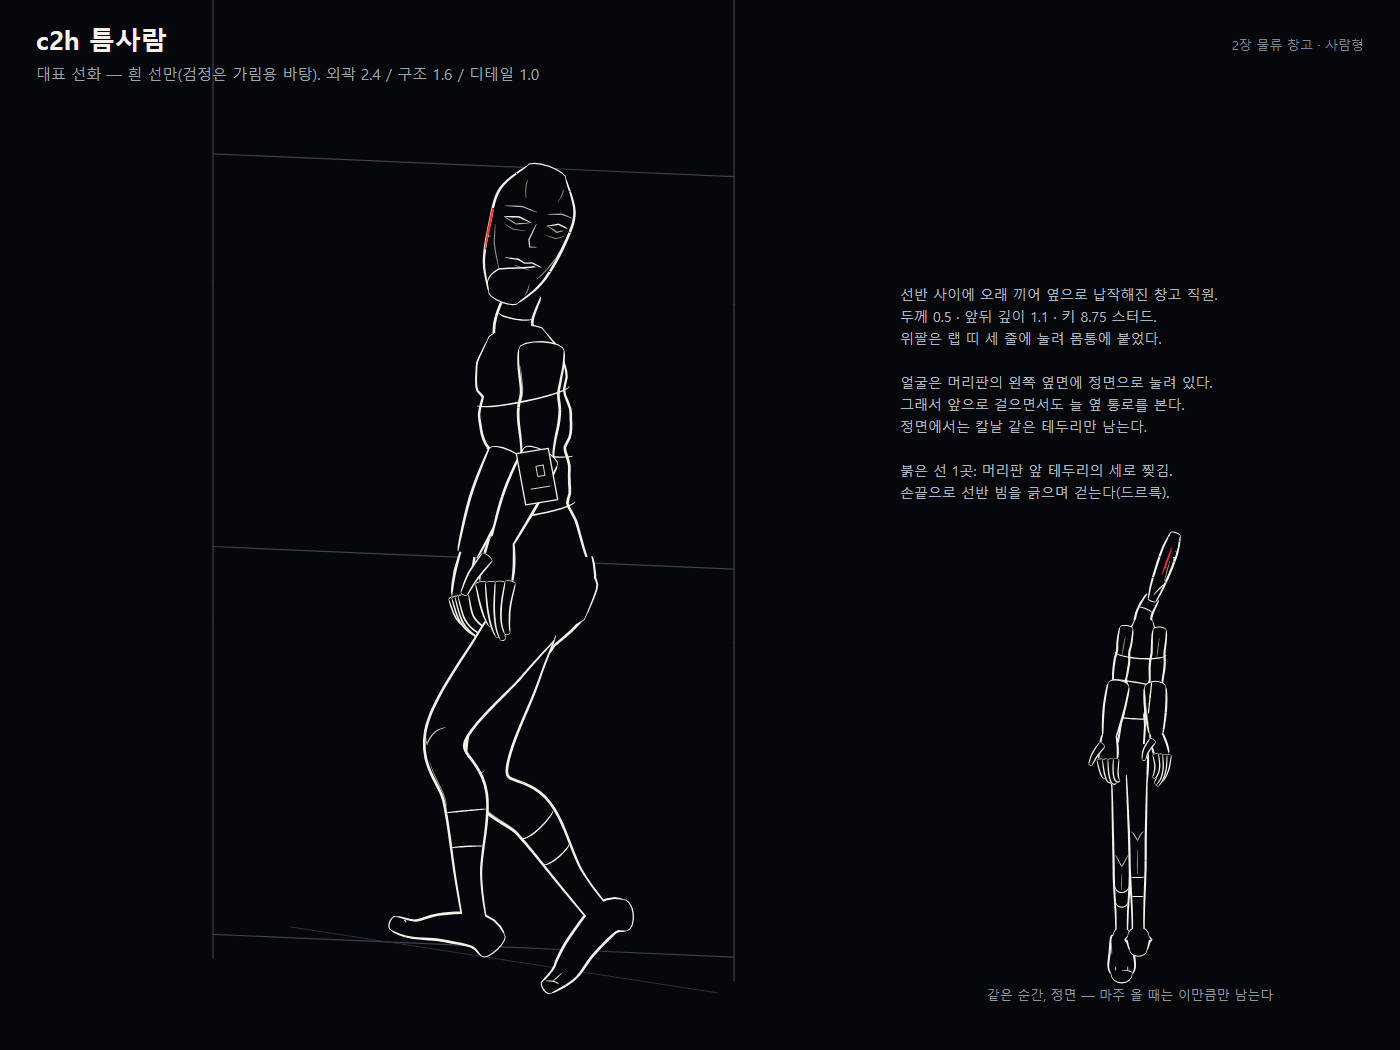 c2h 틈사람
대표 선화 — 흰 선만(검정은 가림용 바탕). 외곽 2.4 / 구조 1.6 / 디테일 1.0
2장 물류 창고 · 사람형
선반 사이에 오래 끼어 옆으로 납작해진 창고 직원.
두께 0.5 · 앞뒤 깊이 1.1 · 키 8.75 스터드.
위팔은 랩 띠 세 줄에 눌려 몸통에 붙었다.
얼굴은 머리판의 왼쪽 옆면에 정면으로 눌려 있다.
그래서 앞으로 걸으면서도 늘 옆 통로를 본다.
정면에서는 칼날 같은 테두리만 남는다.
붉은 선 1곳: 머리판 앞 테두리의 세로 찢김.
손끝으로 선반 빔을 긁으며 걷는다(드르륵).
같은 순간, 정면 — 마주 올 때는 이만큼만 남는다